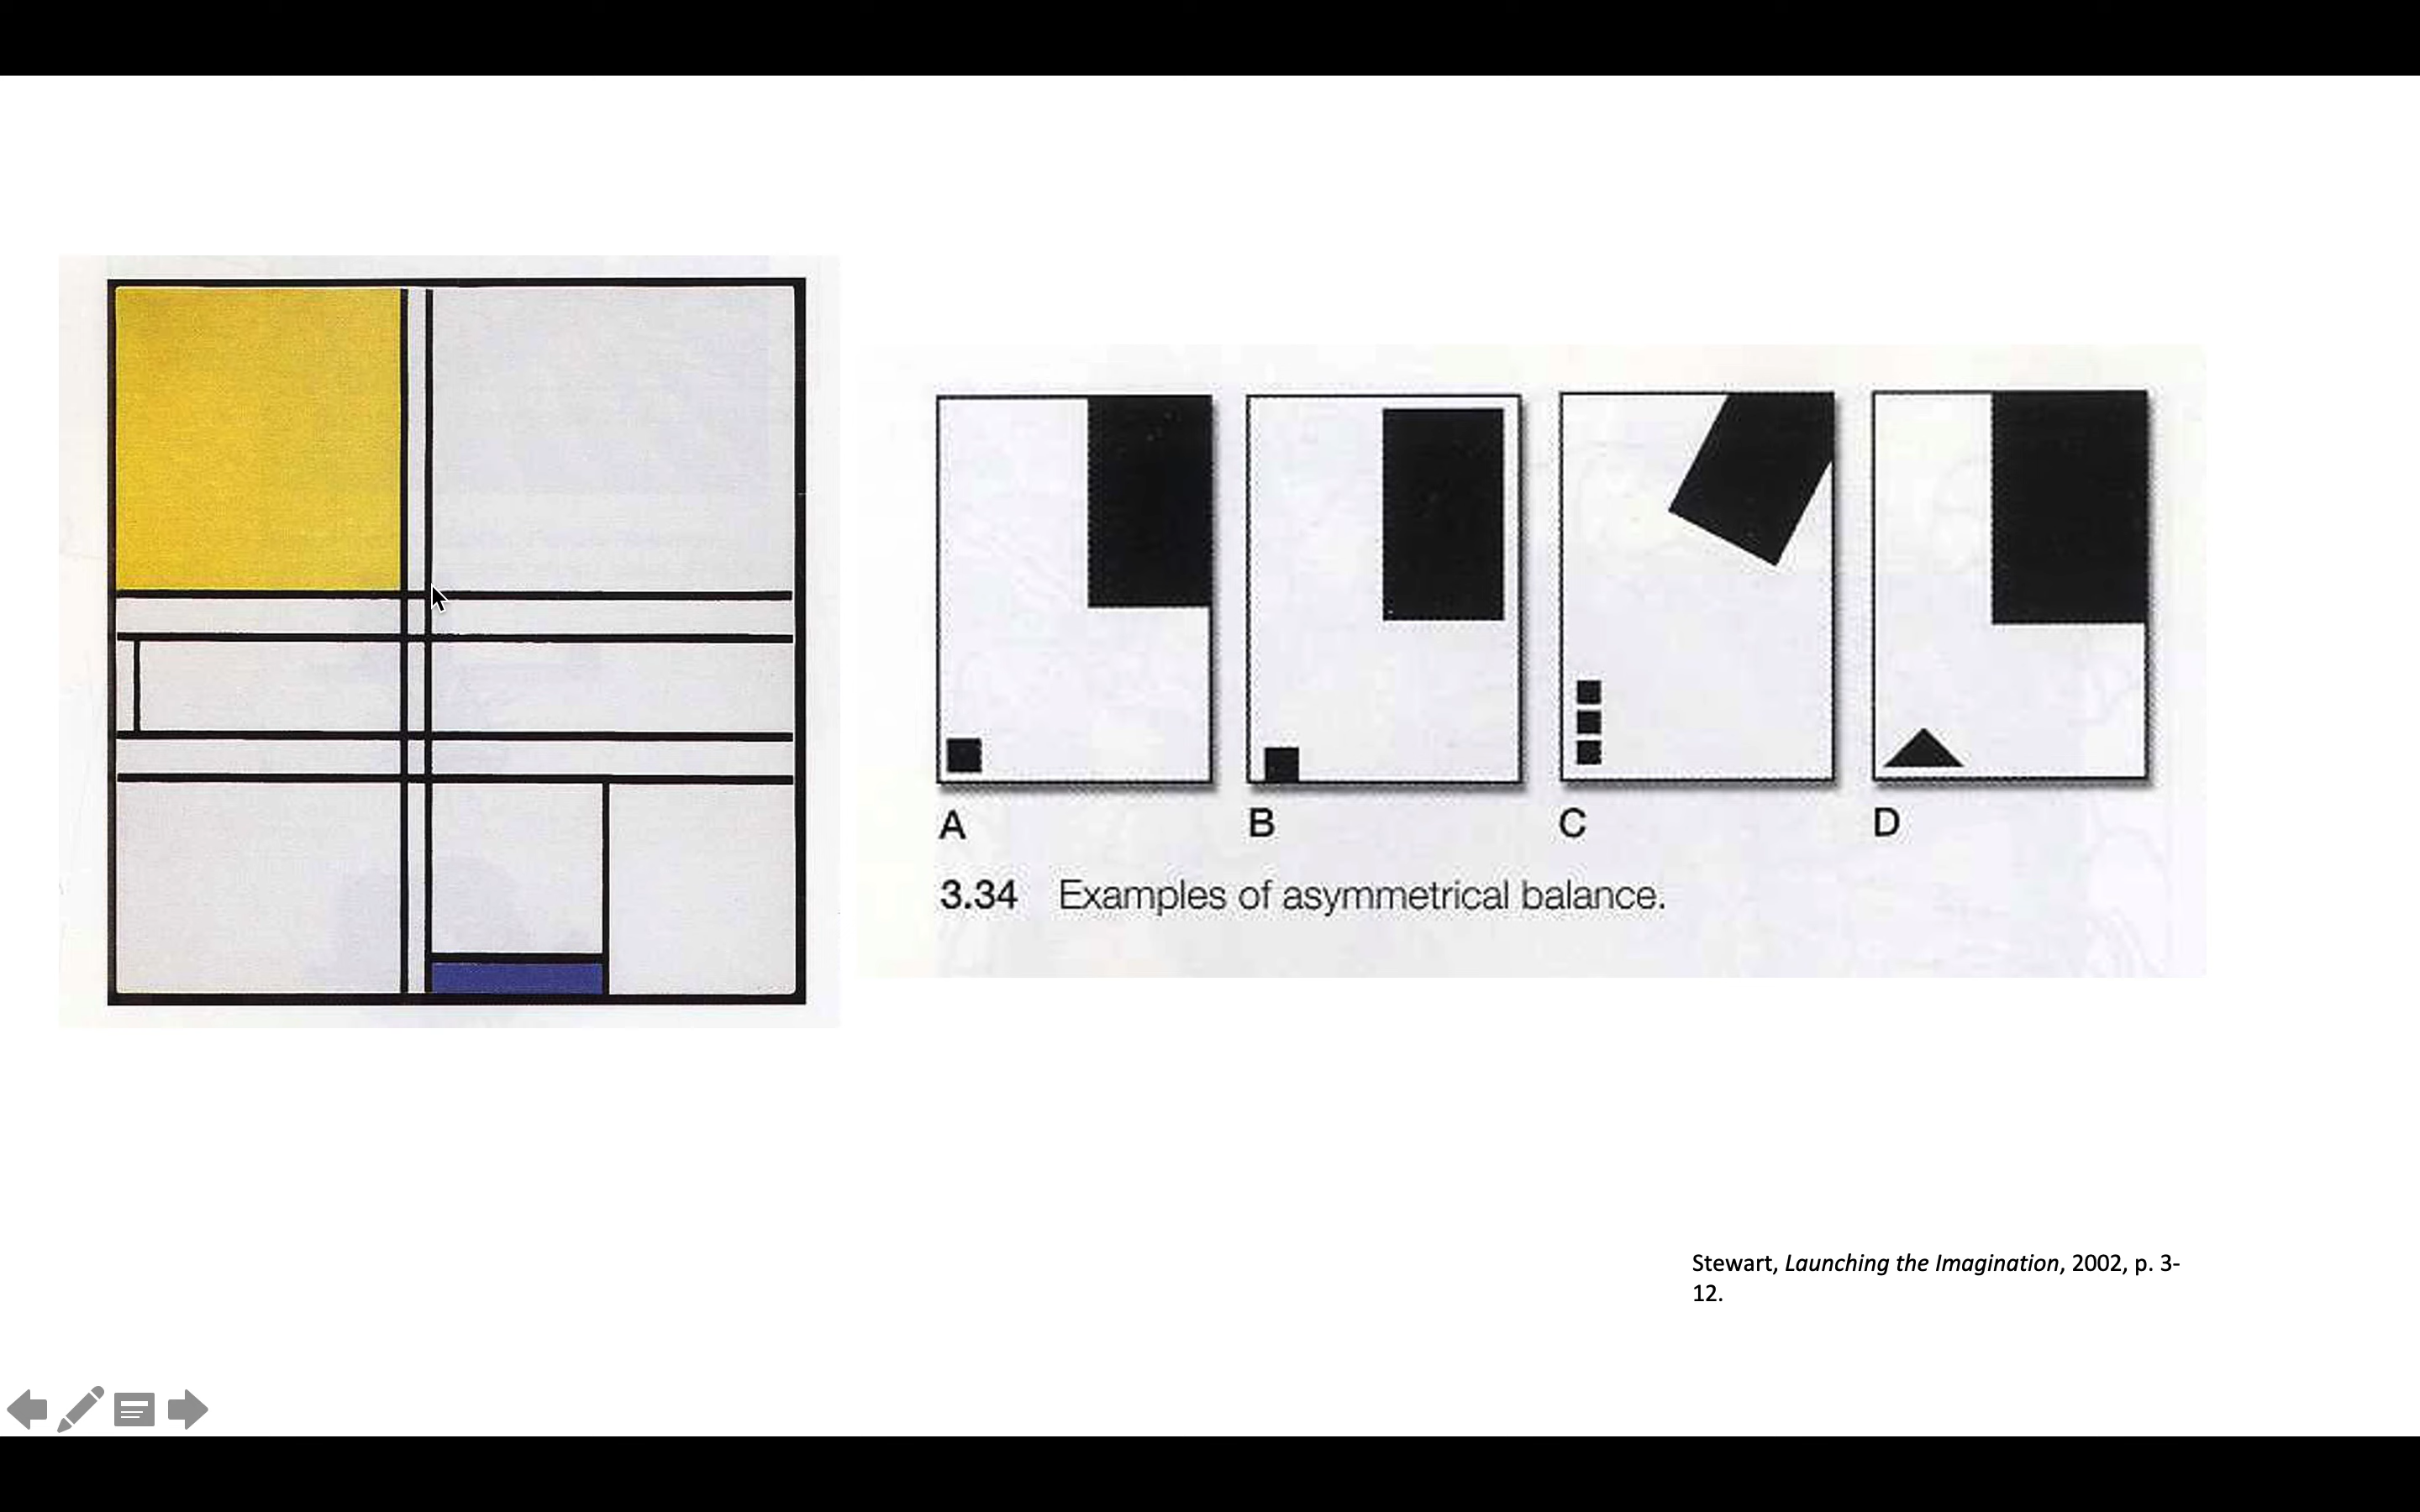 A B C D
3.34 Examples of asymmetrical balance.
Stewart, Launching the Imagination, 2002, p. 3-
12.